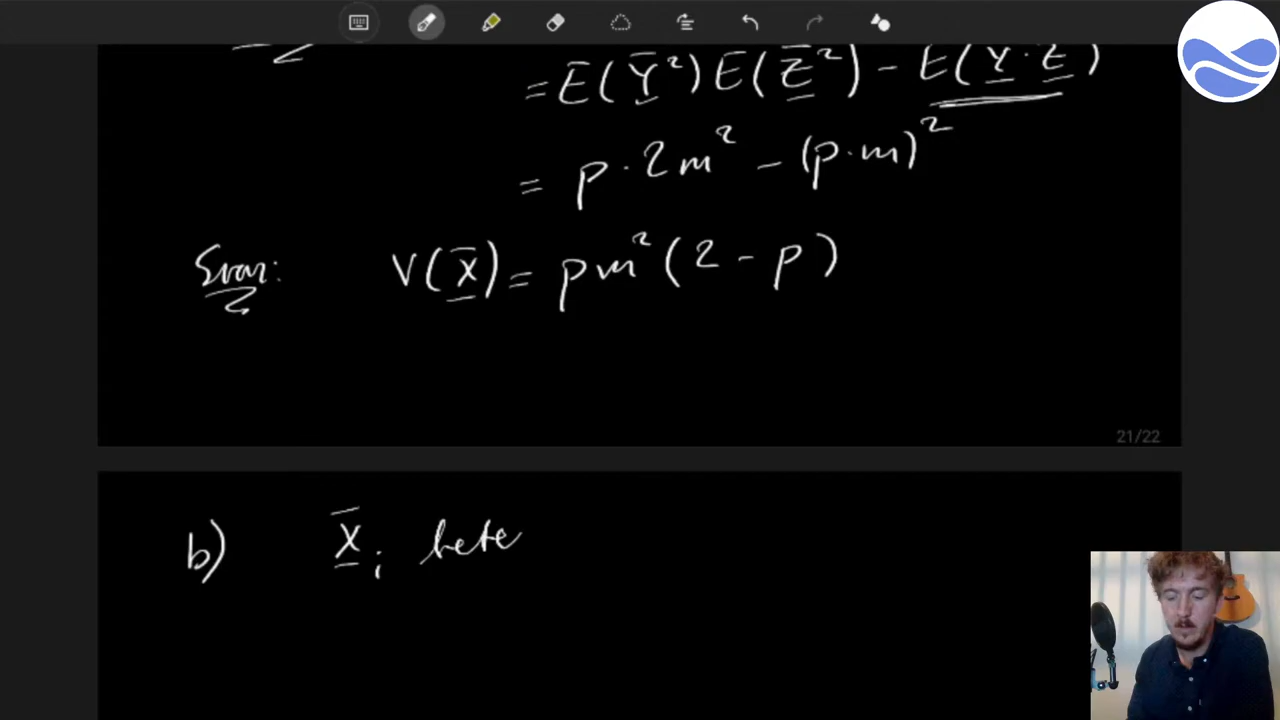 = E(Y²) E(Z²) - E(Y · Z)
= p · 2m² - (p · m)²
Svar: V(X) = pm² (2 - p)
21/22
b) Xᵢ bete